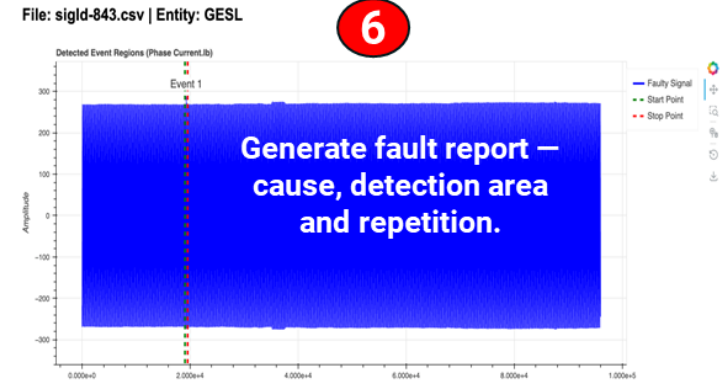 File: sigId-843.csv | Entity: GESL
6
Detected Event Regions (Phase Current.Ib)
Event 1
Faulty Signal
Start Point
Stop Point
Generate fault report —
cause, detection area
and repetition.
Amplitude
300
200
100
0
−100
−200
−300
0.000e+0 2.000e+4 4.000e+4 6.000e+4 8.000e+4 1.000e+5